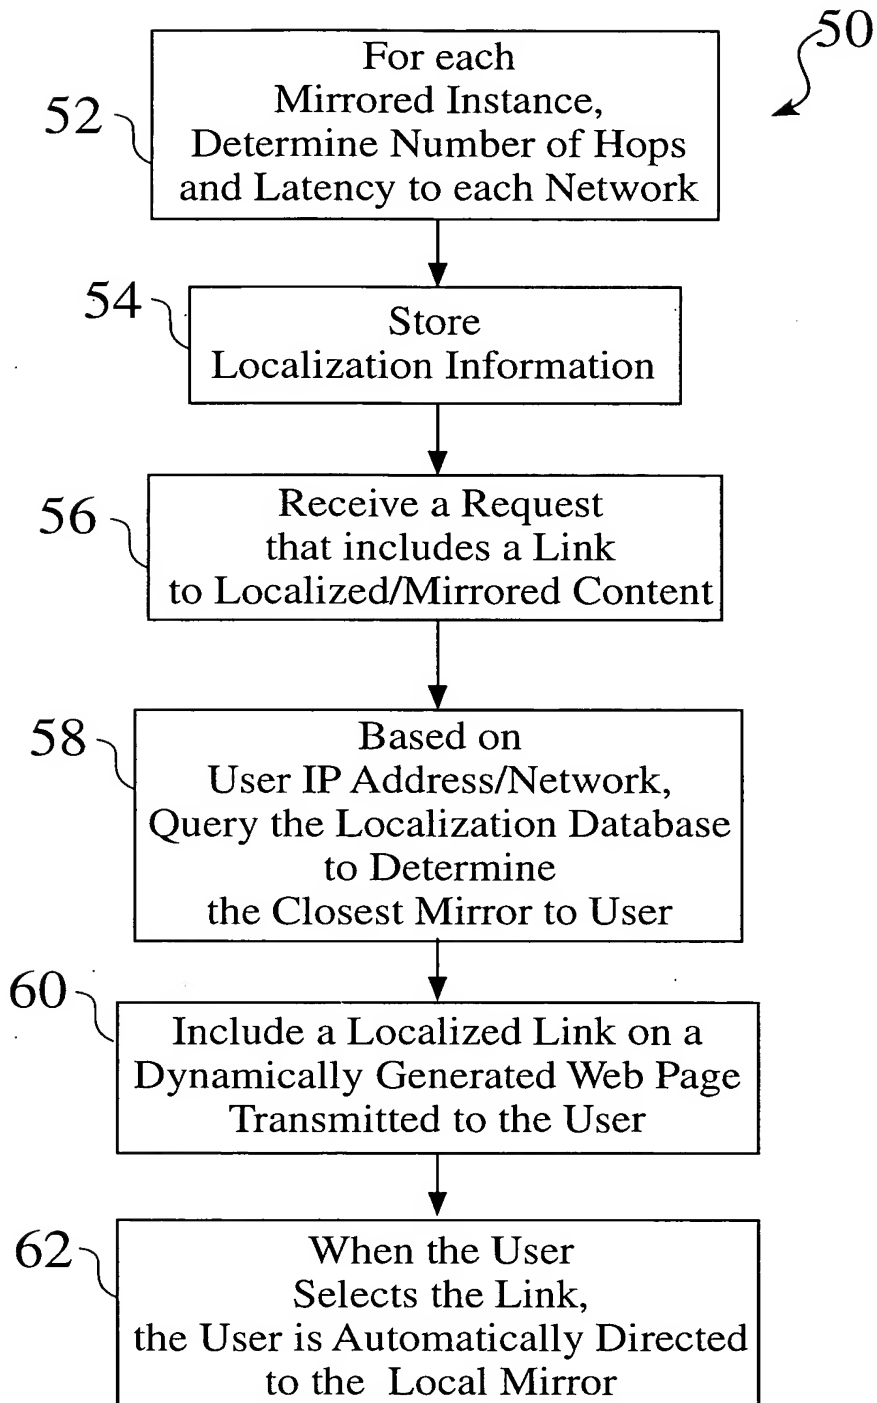 50
52
For each
Mirrored Instance,
Determine Number of Hops
and Latency to each Network
54
Store
Localization Information
56
Receive a Request
that includes a Link
to Localized/Mirrored Content
58
Based on
User IP Address/Network,
Query the Localization Database
to Determine
the Closest Mirror to User
60
Include a Localized Link on a
Dynamically Generated Web Page
Transmitted to the User
62
When the User
Selects the Link,
the User is Automatically Directed
to the Local Mirror